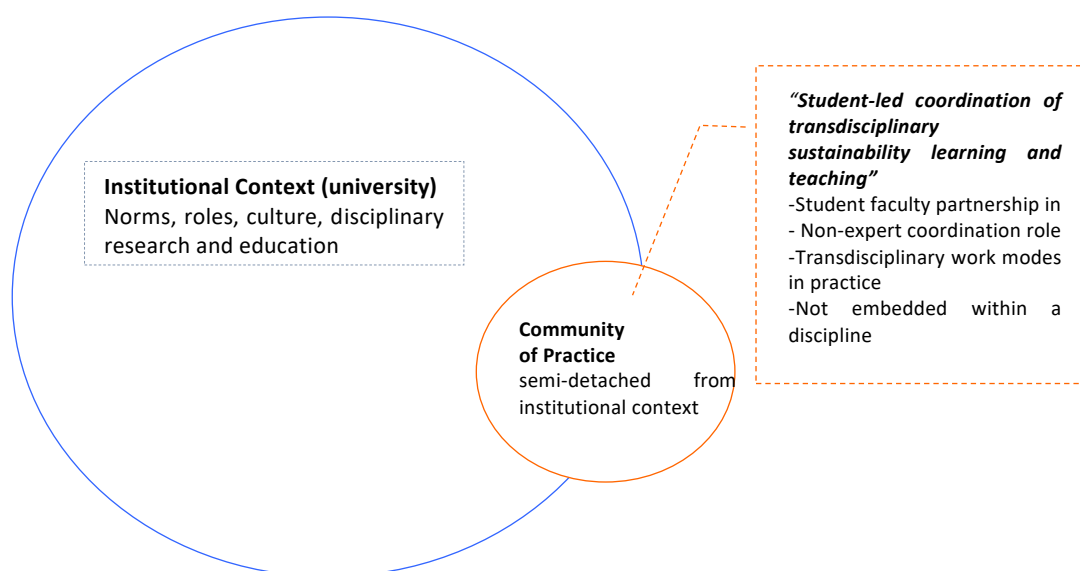 Institutional Context (university)
Norms, roles, culture, disciplinary
research and education
Community
of Practice
semi-detached from
institutional context
“Student-led coordination of
transdisciplinary
sustainability learning and
teaching”
-Student faculty partnership in
- Non-expert coordination role
-Transdisciplinary work modes
in practice
-Not embedded within a
discipline